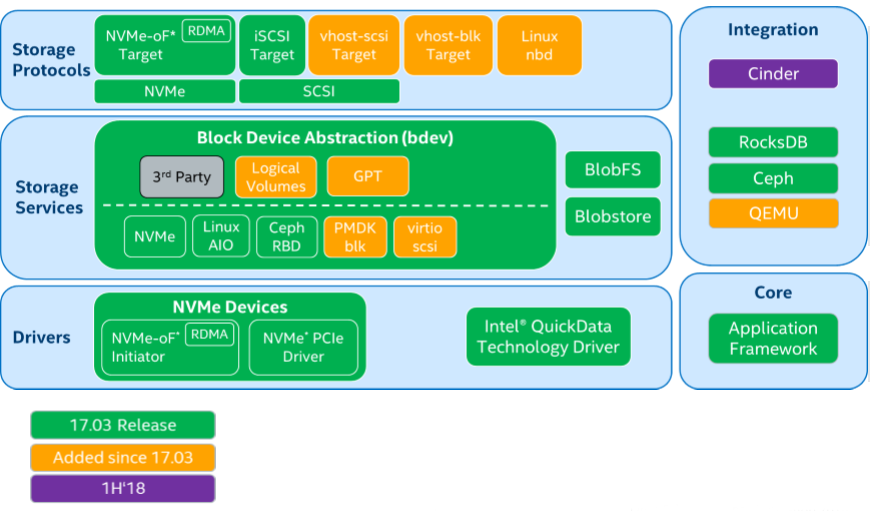 Storage
Protocols
NVMe-oF* RDMA
Target
iSCSI
Target
vhost-scsi
Target
vhost-blk
Target
Linux
nbd
NVMe
SCSI
Storage
Services
Block Device Abstraction (bdev)
3rd Party
Logical
Volumes
GPT
NVMe
Linux
AIO
Ceph
RBD
PMDK
blk
virtio
scsi
BlobFS
Blobstore
Drivers
NVMe Devices
NVMe-oF* RDMA
Initiator
NVMe* PCIe
Driver
Intel® QuickData
Technology Driver
Integration
Cinder
RocksDB
Ceph
QEMU
Core
Application
Framework
17.03 Release
Added since 17.03
1H'18